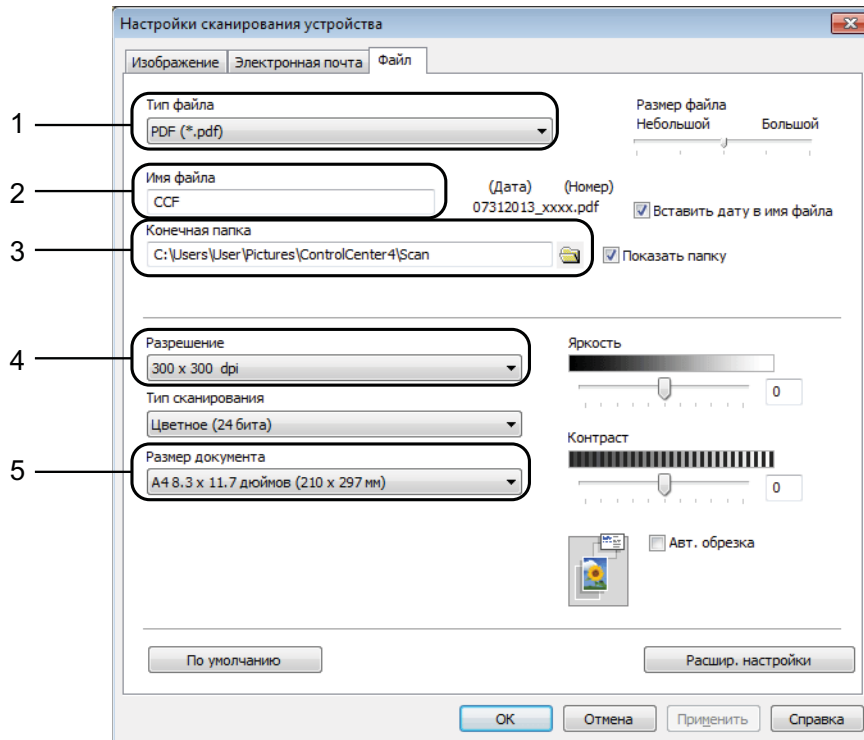 Настройки сканирования устройства
Изображение Электронная почта Файл
1
Тип файла
PDF (*.pdf)
Размер файла
Небольшой Большой
2
Имя файла
CCF
(Дата) (Номер)
07312013_xxxx.pdf
Вставить дату в имя файла
3
Конечная папка
C:\Users\User\Pictures\ControlCenter4\Scan
Показать папку
4
Разрешение
300 x 300 dpi
Яркость
0
Тип сканирования
Цветное (24 бита)
5
Размер документа
A4 8.3 x 11.7 дюймов (210 x 297 мм)
Контраст
0
Авт. обрезка
По умолчанию
Расшир. настройки
OK Отмена Применить Справка